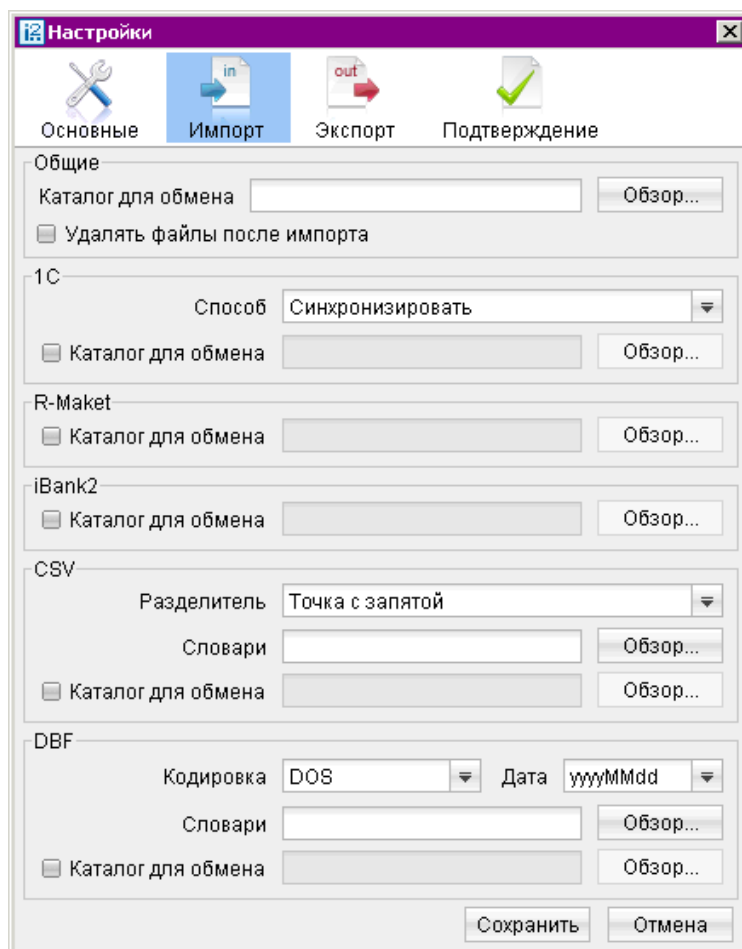 i2 Настройки
in out
Основные Импорт Экспорт Подтверждение
Общие
Каталог для обмена Обзор...
Удалять файлы после импорта
1С
Способ Синхронизировать
Каталог для обмена Обзор...
R-Maket
Каталог для обмена Обзор...
iBank2
Каталог для обмена Обзор...
CSV
Разделитель Точка с запятой
Словари Обзор...
Каталог для обмена Обзор...
DBF
Кодировка DOS Дата yyyyMMdd
Словари Обзор...
Каталог для обмена Обзор...
Сохранить Отмена